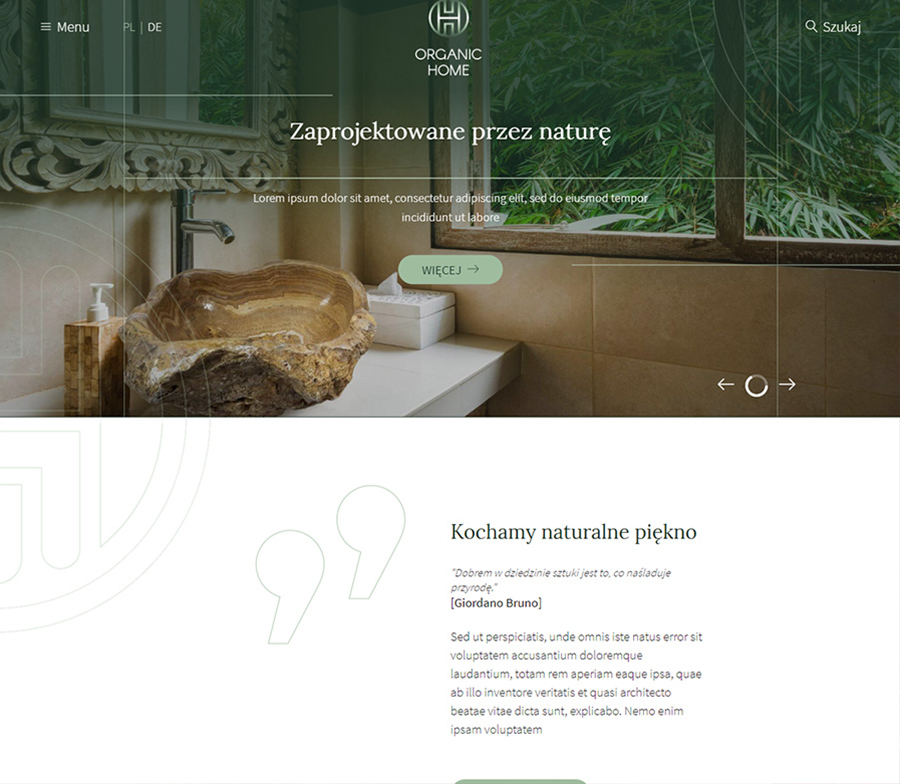 Menu PL | DE
ORGANIC
HOME
Szukaj
Zaprojektowane przez naturę
Lorem ipsum dolor sit amet, consectetur adipiscing elit, sed do eiusmod tempor
incididunt ut labore
WIĘCEJ
Kochamy naturalne piękno
"Dobrem w dziedzinie sztuki jest to, co naśladuje
przyrodę."
[Giordano Bruno]
Sed ut perspiciatis, unde omnis iste natus error sit
voluptatem accusantium doloremque
laudantium, totam rem aperiam eaque ipsa, quae
ab illo inventore veritatis et quasi architecto
beatae vitae dicta sunt, explicabo. Nemo enim
ipsam voluptatem